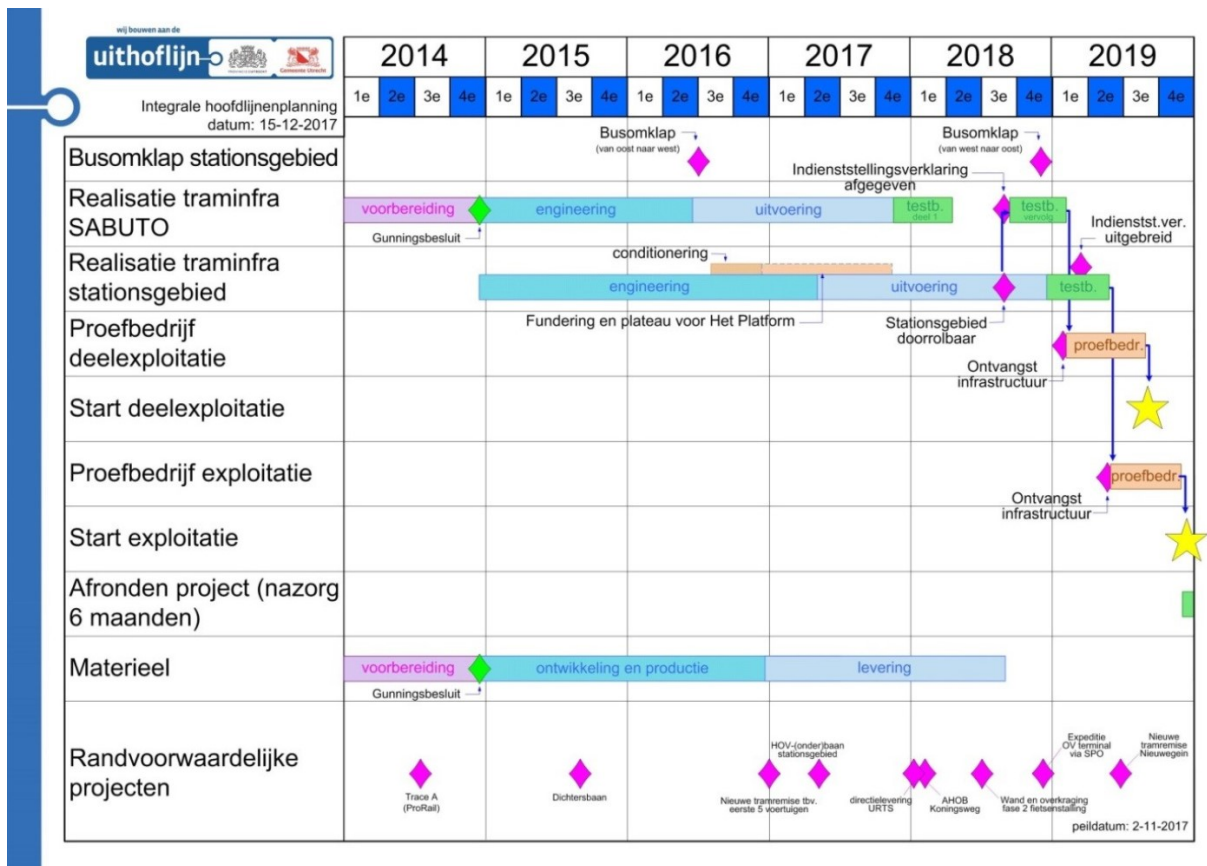 wij bouwen aan de
uithoflijn
PROVINCIE UTRECHT
Gemeente Utrecht
Integrale hoofdlijnenplanning
datum: 15-12-2017
2014 2015 2016 2017 2018 2019
1e 2e 3e 4e 1e 2e 3e 4e 1e 2e 3e 4e 1e 2e 3e 4e 1e 2e 3e 4e 1e 2e 3e 4e
Busomklap stationsgebied
Busomklap
(van oost naar west)
Busomklap
(van west naar oost)
Realisatie traminfra
SABUTO
voorbereiding
Gunningsbesluit
engineering
uitvoering
testb.
deel 1
Indienststellingsverklaring
afgegeven
testb.
vervolg
Indienstst.ver.
uitgebreid
Realisatie traminfra
stationsgebied
conditionering
engineering
Fundering en plateau voor Het Platform
uitvoering
Stationsgebied
doorrolbaar
testb.
Proefbedrijf
deelexploitatie
proefbedr.
Ontvangst
infrastructuur
Start deelexploitatie
Proefbedrijf exploitatie
proefbedr.
Ontvangst
infrastructuur
Start exploitatie
Afronden project (nazorg
6 maanden)
Materieel
voorbereiding
Gunningsbesluit
ontwikkeling en productie
levering
Randvoorwaardelijke
projecten
Trace A
(ProRail)
Dichtersbaan
Nieuwe tramremise tbv.
eerste 5 voertuigen
HOV-(onder)baan
stationsgebied
directielevering
URTS
AHOB
Koningsweg
Wand en overkraging
fase 2 fietsenstalling
Expeditie
OV terminal
via SPO
Nieuwe
tramremise
Nieuwegein
peildatum: 2-11-2017